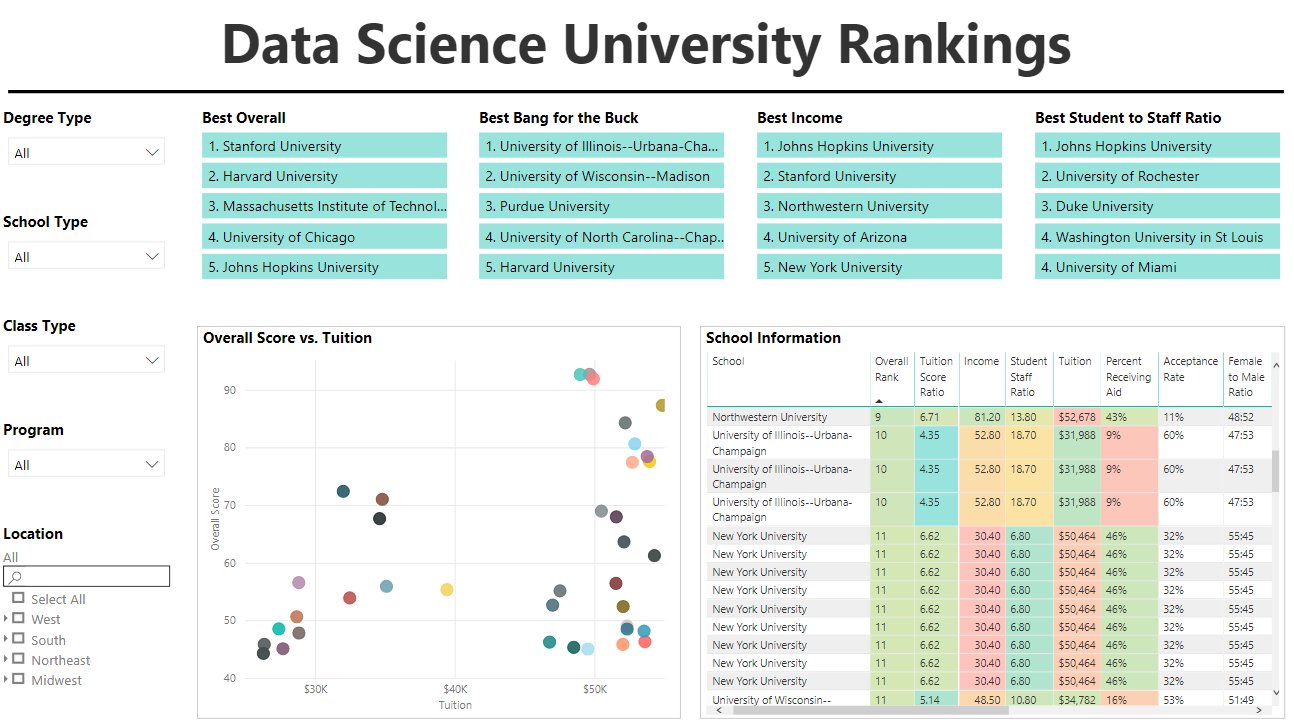 Data Science University Rankings
Degree Type
All
School Type
All
Class Type
All
Program
All
Location
All
Select All
West
South
Northeast
Midwest
Best Overall
1. Stanford University
2. Harvard University
3. Massachusetts Institute of Technol...
4. University of Chicago
5. Johns Hopkins University
Best Bang for the Buck
1. University of Illinois--Urbana-Cha...
2. University of Wisconsin--Madison
3. Purdue University
4. University of North Carolina--Chap...
5. Harvard University
Best Income
1. Johns Hopkins University
2. Stanford University
3. Northwestern University
4. University of Arizona
5. New York University
Best Student to Staff Ratio
1. Johns Hopkins University
2. University of Rochester
3. Duke University
4. Washington University in St Louis
4. University of Miami
Overall Score vs. Tuition
Overall Score
90
80
70
60
50
40
$30K $40K $50K
Tuition
School Information
School Overall Rank Tuition Score Ratio Income Student Staff Ratio Tuition Percent Receiving Aid Acceptance Rate Female to Male Ratio
Northwestern University 9 6.71 81.20 13.80 $52,678 43% 11% 48:52
University of Illinois--Urbana- 10 4.35 52.80 18.70 $31,988 9% 60% 47:53
Champaign
University of Illinois--Urbana- 10 4.35 52.80 18.70 $31,988 9% 60% 47:53
Champaign
University of Illinois--Urbana- 10 4.35 52.80 18.70 $31,988 9% 60% 47:53
Champaign
New York University 11 6.62 30.40 6.80 $50,464 46% 32% 55:45
New York University 11 6.62 30.40 6.80 $50,464 46% 32% 55:45
New York University 11 6.62 30.40 6.80 $50,464 46% 32% 55:45
New York University 11 6.62 30.40 6.80 $50,464 46% 32% 55:45
New York University 11 6.62 30.40 6.80 $50,464 46% 32% 55:45
New York University 11 6.62 30.40 6.80 $50,464 46% 32% 55:45
New York University 11 6.62 30.40 6.80 $50,464 46% 32% 55:45
New York University 11 6.62 30.40 6.80 $50,464 46% 32% 55:45
New York University 11 6.62 30.40 6.80 $50,464 46% 32% 55:45
University of Wisconsin-- 11 5.14 48.50 10.80 $34,782 16% 53% 51:49